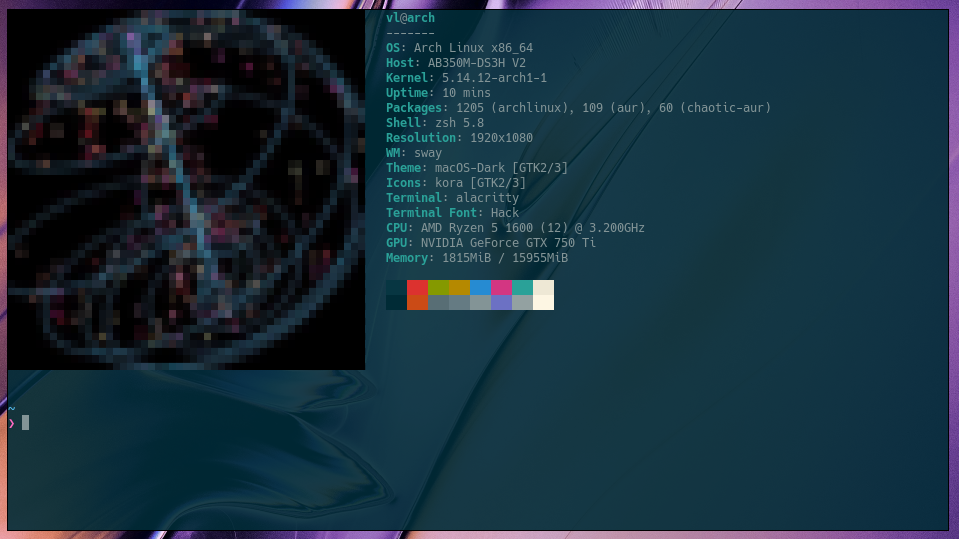 vl@arch
-------
OS: Arch Linux x86_64
Host: AB350M-DS3H V2
Kernel: 5.14.12-arch1-1
Uptime: 10 mins
Packages: 1205 (archlinux), 109 (aur), 60 (chaotic-aur)
Shell: zsh 5.8
Resolution: 1920x1080
WM: sway
Theme: macOS-Dark [GTK2/3]
Icons: kora [GTK2/3]
Terminal: alacritty
Terminal Font: Hack
CPU: AMD Ryzen 5 1600 (12) @ 3.200GHz
GPU: NVIDIA GeForce GTX 750 Ti
Memory: 1815MiB / 15955MiB
~
❯